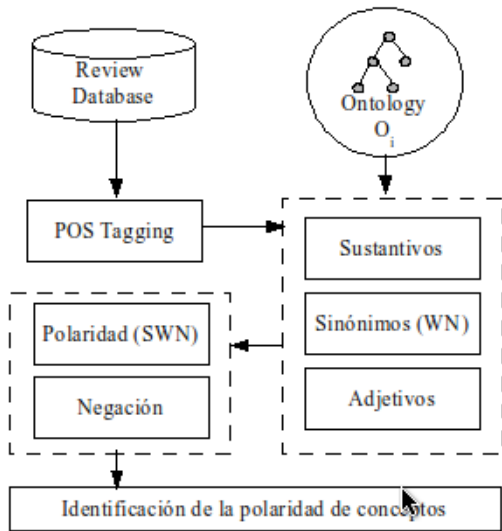 Review
Database
Ontology
O i
POS Tagging
Sustantivos
Sinónimos (WN)
Adjetivos
Polaridad (SWN)
Negación
Identificación de la polaridad de conceptos